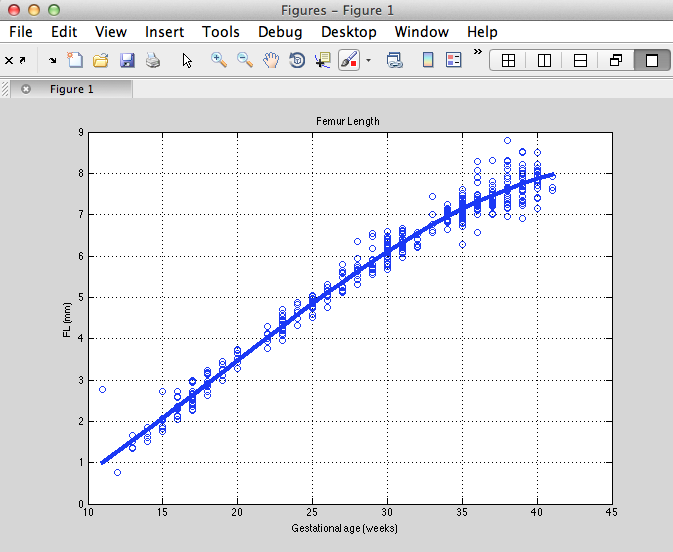 Figures – Figure 1
File Edit View Insert Tools Debug Desktop Window Help
Figure 1
Femur Length
9
8
7
6
5
4
3
2
1
0
FL (mm)
10 15 20 25 30 35 40 45
Gestational age (weeks)